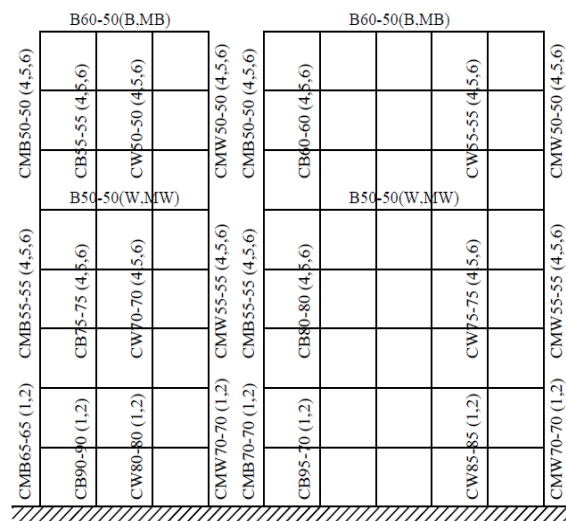 B60-50(B,MB)
B60-50(B,MB)
CMB50-50 (4,5,6)
CB55-55 (4,5,6)
CW50-50 (4,5,6)
CMW50-50 (4,5,6)
CMB50-50 (4,5,6)
CB60-60 (4,5,6)
CW55-55 (4,5,6)
CMW50-50 (4,5,6)
B50-50(W,MW)
B50-50(W,MW)
CMB55-55 (4,5,6)
CB75-75 (4,5,6)
CW70-70 (4,5,6)
CMW55-55 (4,5,6)
CMB55-55 (4,5,6)
CB80-80 (4,5,6)
CW75-75 (4,5,6)
CMW55-55 (4,5,6)
CMB65-65 (1,2)
CB90-90 (1,2)
CW80-80 (1,2)
CMW70-70 (1,2)
CMB70-70 (1,2)
CB95-70 (1,2)
CW85-85 (1,2)
CMW70-70 (1,2)